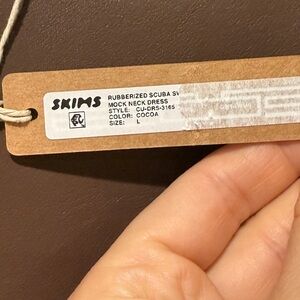 SKIMS
RUBBERIZED SCUBA
MOCK NECK DRESS
STYLE: CU-DRS-3165
COLOR: COCOA
SIZE: L